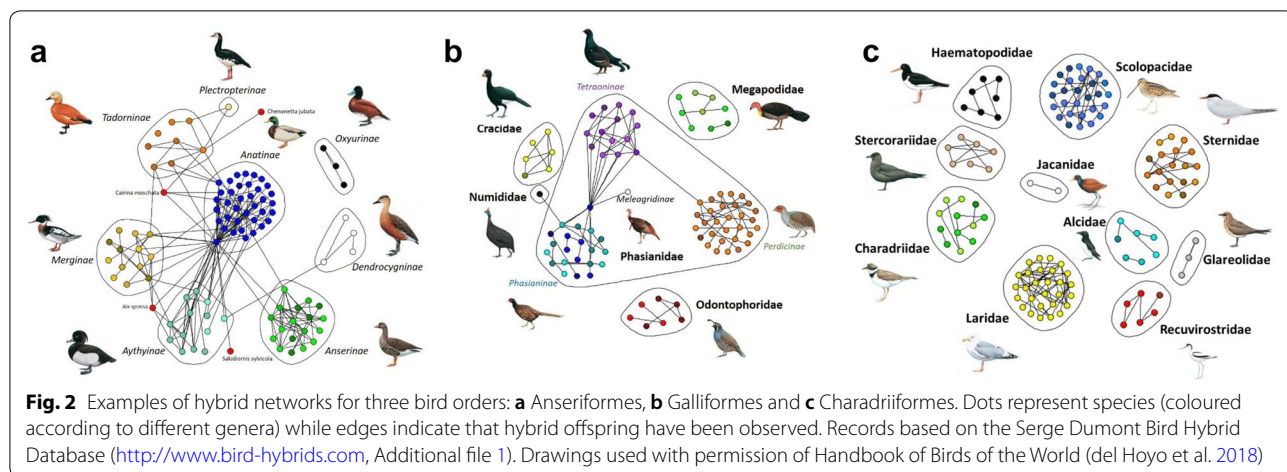 a
Plectropterinae
Tadorninae
Chenonetta jubata
Oxyurinae
Anatinae
Cairina moschata
Merginae
Dendrocygninae
Aix sponsa
Aythyinae
Salkidiornis sylvicola
Anserinae
b
Tetraoninae
Cracidae
Megapodidae
Numididae
Meleagridinae
Phasianidae
Perdicinae
Phasianinae
Odontophoridae
c
Haematopodidae
Scolopacidae
Stercorariidae
Jacanidae
Sternidae
Charadriidae
Alcidae
Glareolidae
Laridae
Recuvirostridae
Fig. 2 Examples of hybrid networks for three bird orders: a Anseriformes, b Galliformes and c Charadriiformes. Dots represent species (coloured
according to different genera) while edges indicate that hybrid offspring have been observed. Records based on the Serge Dumont Bird Hybrid
Database (http://www.bird-hybrids.com, Additional file 1). Drawings used with permission of Handbook of Birds of the World (del Hoyo et al. 2018)